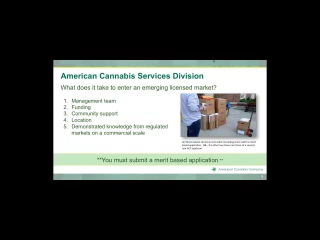 American Cannabis Services Division
What does it take to enter an emerging licensed market?
1. Management team
2. Funding
3. Community support
4. Location
5. Demonstrated knowledge from regulated
markets on a commercial scale
**You must submit a merit based application
American Cannabis Company